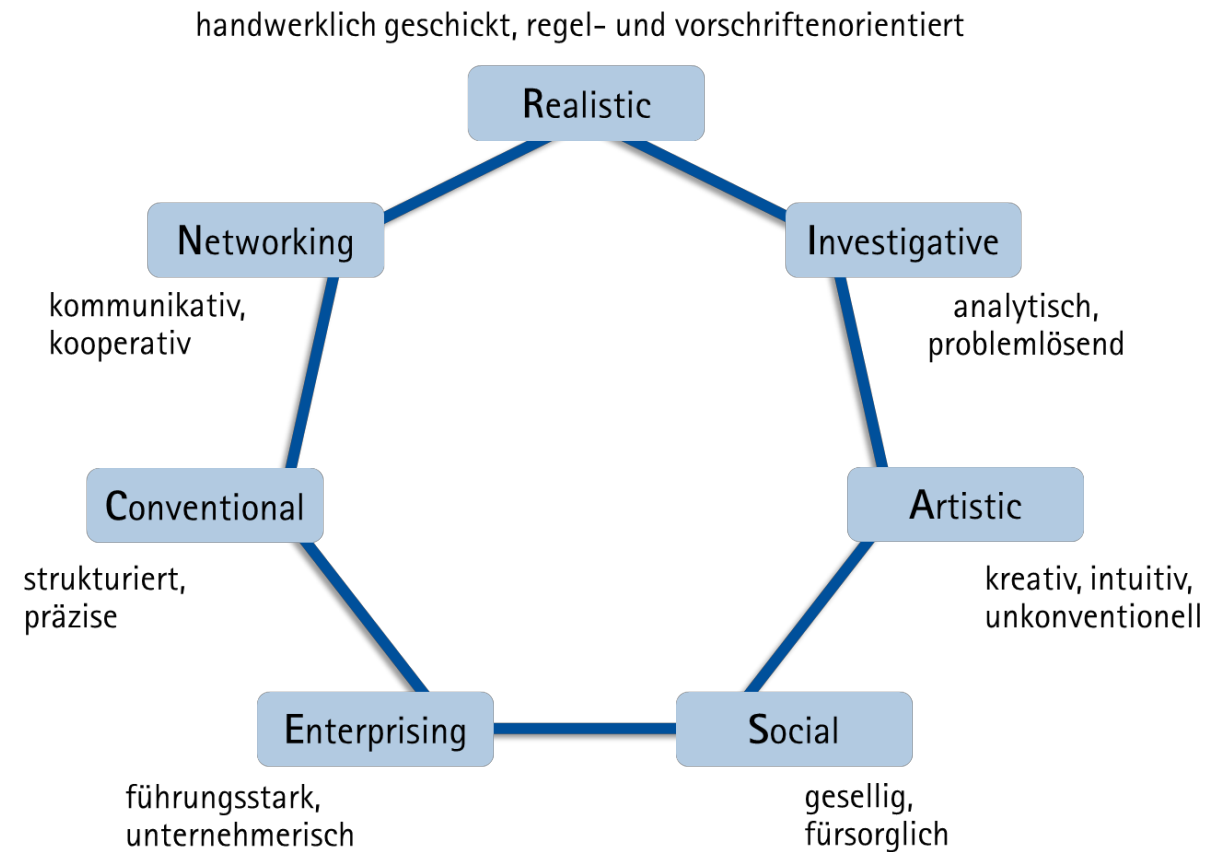 handwerklich geschickt, regel- und vorschriftenorientiert
Realistic
Networking
Investigative
kommunikativ,
kooperativ
analytisch,
problemlösend
Conventional
Artistic
strukturiert,
präzise
kreativ, intuitiv,
unkonventionell
Enterprising
Social
führungsstark,
unternehmerisch
gesellig,
fürsorglich